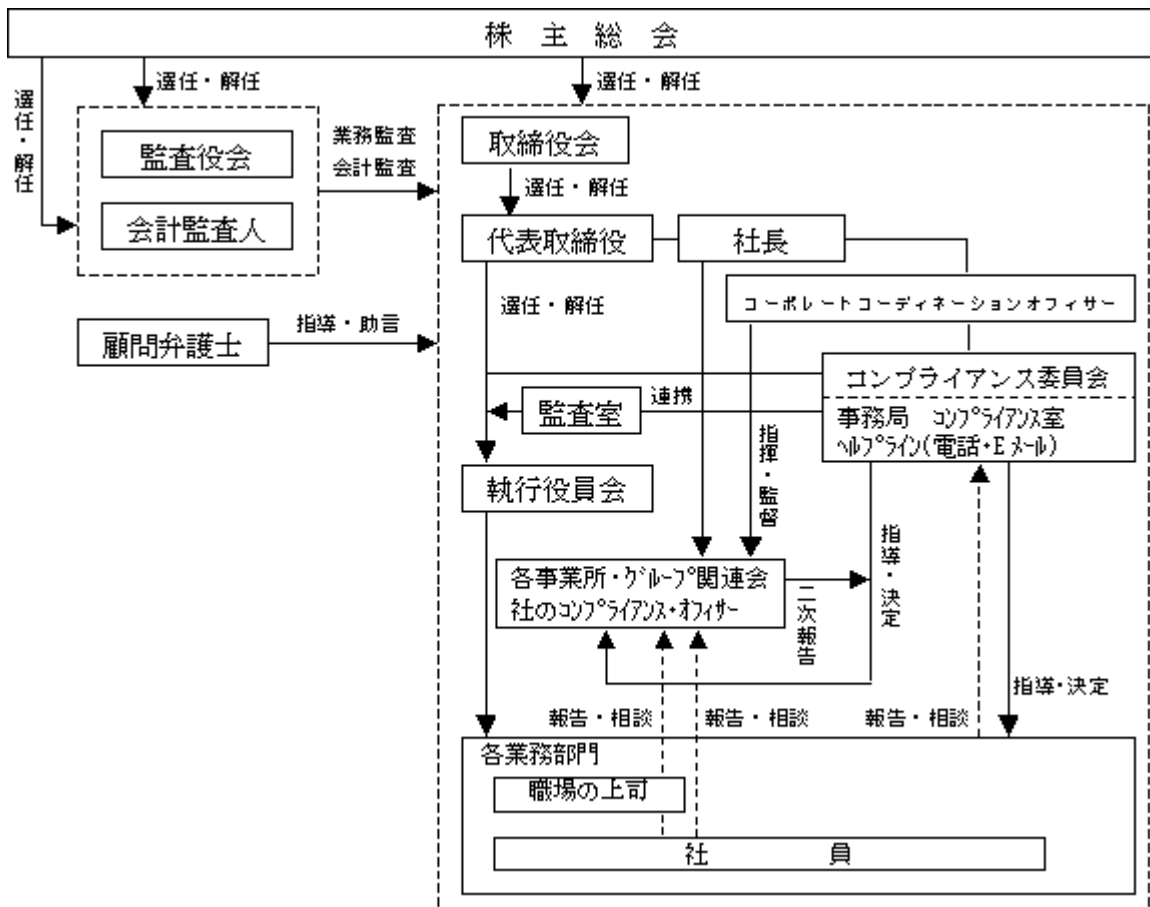 株主総会
選任・解任
選任・解任
選任・解任
監査役会
会計監査人
業務監査
会計監査
取締役会
選任・解任
代表取締役
社長
選任・解任
コーポレートコーディネーションオフィサー
顧問弁護士
指導・助言
コンプライアンス委員会
事務局 ｺﾝﾌﾟﾗｲｱﾝｽ室
ﾍﾙﾌﾟﾗｲﾝ(電話・Eﾒｰﾙ)
監査室
連携
指揮・監督
執行役員会
各事業所・ｸﾞﾙｰﾌﾟ関連会
社のｺﾝﾌﾟﾗｲｱﾝｽ・ｵﾌｨｻｰ
二次報告
指導・決定
指導・決定
報告・相談
報告・相談
報告・相談
各業務部門
職場の上司
社員